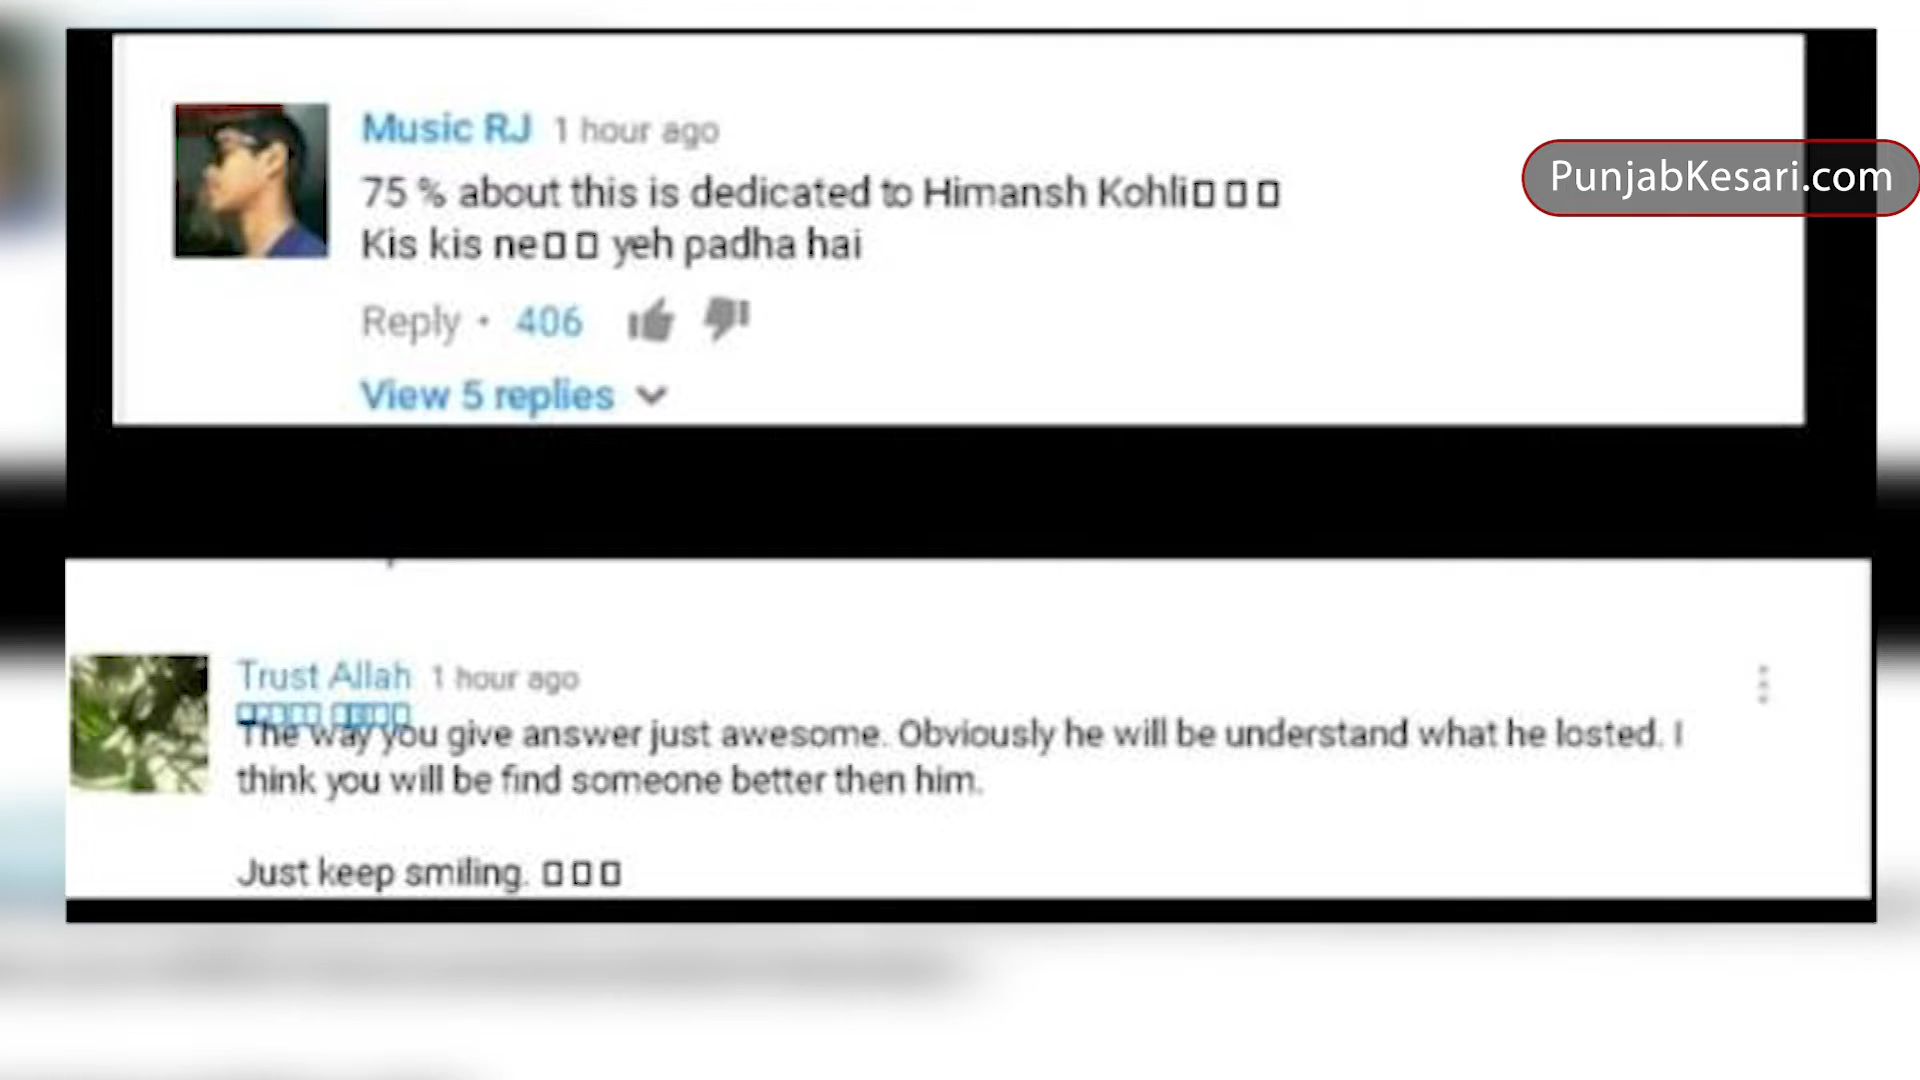 Music RJ 1 hour ago
PunjabKesari.com
75 % about this is dedicated to Himansh Kohli▯▯▯
Kis kis ne▯▯ yeh padha hai
Reply • 406
View 5 replies
Trust Allah 1 hour ago
▯▯▯▯▯ ▯▯▯▯▯
The way you give answer just awesome. Obviously he will be understand what he losted. I
think you will be find someone better then him.
Just keep smiling. ▯▯▯